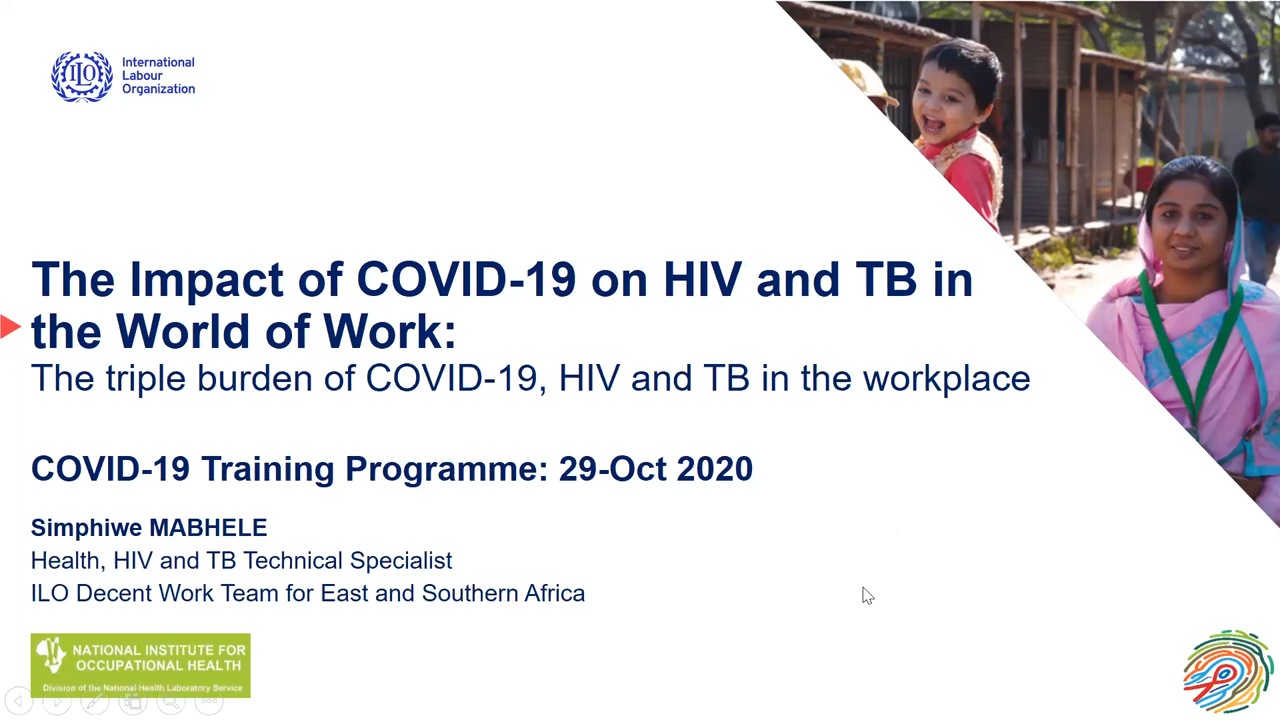 International
Labour
Organization
ILO
The Impact of COVID-19 on HIV and TB in
the World of Work:
The triple burden of COVID-19, HIV and TB in the workplace
COVID-19 Training Programme: 29-Oct 2020
Simphiwe MABHELE
Health, HIV and TB Technical Specialist
ILO Decent Work Team for East and Southern Africa
NATIONAL INSTITUTE FOR
OCCUPATIONAL HEALTH
Division of the National Health Laboratory Service